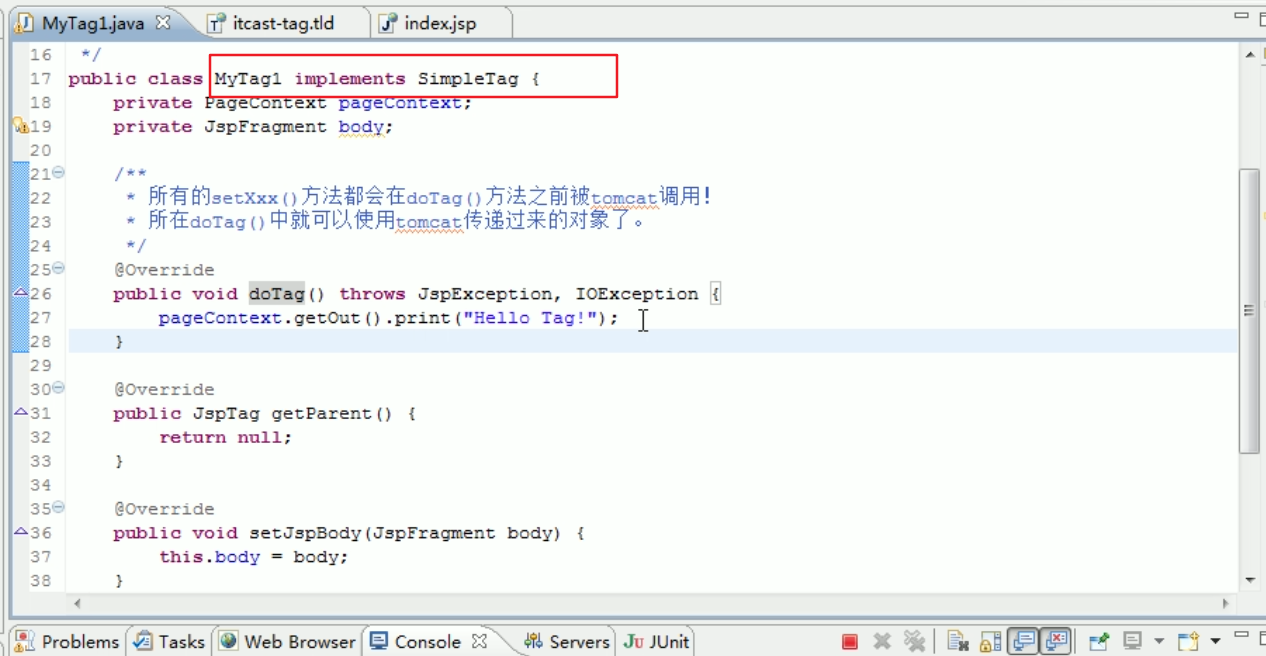 MyTag1.java itcast-tag.tld index.jsp
16 */
17 public class MyTag1 implements SimpleTag {
18 private PageContext pageContext;
19 private JspFragment body;
20
21 /**
22 * 所有的setXxx()方法都会在doTag()方法之前被tomcat调用!
23 * 所在doTag()中就可以使用tomcat传递过来的对象了。
24 */
25 @Override
26 public void doTag() throws JspException, IOException {
27 pageContext.getOut().print("Hello Tag!");
28 }
29
30 @Override
31 public JspTag getParent() {
32 return null;
33 }
34
35 @Override
36 public void setJspBody(JspFragment body) {
37 this.body = body;
38 }
Problems Tasks Web Browser Console Servers JUnit